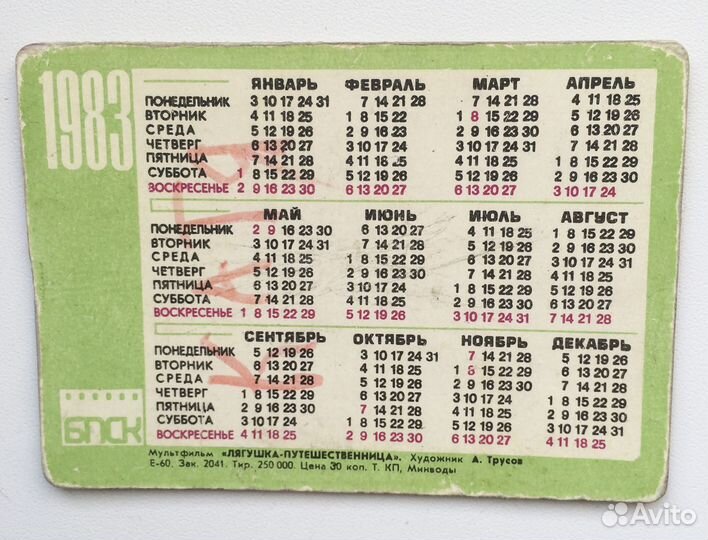 1983
ЯНВАРЬ ФЕВРАЛЬ МАРТ АПРЕЛЬ
ПОНЕДЕЛЬНИК 3 10 17 24 31 7 14 21 28 7 14 21 28 4 11 18 25
ВТОРНИК 4 11 18 25 1 8 15 22 1 8 15 22 29 5 12 19 26
СРЕДА 5 12 19 26 2 9 16 23 2 9 16 23 30 6 13 20 27
ЧЕТВЕРГ 6 13 20 27 3 10 17 24 3 10 17 24 31 7 14 21 28
ПЯТНИЦА 7 14 21 28 4 11 18 25 4 11 18 25 1 8 15 22 29
СУББОТА 1 8 15 22 29 5 12 19 26 5 12 19 26 2 9 16 23 30
ВОСКРЕСЕНЬЕ 2 9 16 23 30 6 13 20 27 6 13 20 27 3 10 17 24
МАЙ ИЮНЬ ИЮЛЬ АВГУСТ
ПОНЕДЕЛЬНИК 2 9 16 23 30 6 13 20 27 4 11 18 25 1 8 15 22 29
ВТОРНИК 3 10 17 24 31 7 14 21 28 5 12 19 26 2 9 16 23 30
СРЕДА 4 11 18 25 1 8 15 22 29 6 13 20 27 3 10 17 24 31
ЧЕТВЕРГ 5 12 19 26 2 9 16 23 30 7 14 21 28 4 11 18 25
ПЯТНИЦА 6 13 20 27 3 10 17 24 1 8 15 22 29 5 12 19 26
СУББОТА 7 14 21 28 4 11 18 25 2 9 16 23 30 6 13 20 27
ВОСКРЕСЕНЬЕ 1 8 15 22 29 5 12 19 26 3 10 17 24 31 7 14 21 28
СЕНТЯБРЬ ОКТЯБРЬ НОЯБРЬ ДЕКАБРЬ
ПОНЕДЕЛЬНИК 5 12 19 26 3 10 17 24 31 7 14 21 28 5 12 19 26
ВТОРНИК 6 13 20 27 4 11 18 25 1 8 15 22 29 6 13 20 27
СРЕДА 7 14 21 28 5 12 19 26 2 9 16 23 30 7 14 21 28
ЧЕТВЕРГ 1 8 15 22 29 6 13 20 27 3 10 17 24 1 8 15 22 29
ПЯТНИЦА 2 9 16 23 30 7 14 21 28 4 11 18 25 2 9 16 23 30
СУББОТА 3 10 17 24 1 8 15 22 29 5 12 19 26 3 10 17 24 31
ВОСКРЕСЕНЬЕ 4 11 18 25 2 9 16 23 30 6 13 20 27 4 11 18 25
БПСК
Мультфильм «ЛЯГУШКА-ПУТЕШЕСТВЕННИЦА». Художник А. Трусов
Е-60. Зак. 2041. Тир. 250 000. Цена 30 коп. Т. КП, Минводы
КАТЯ
Avito